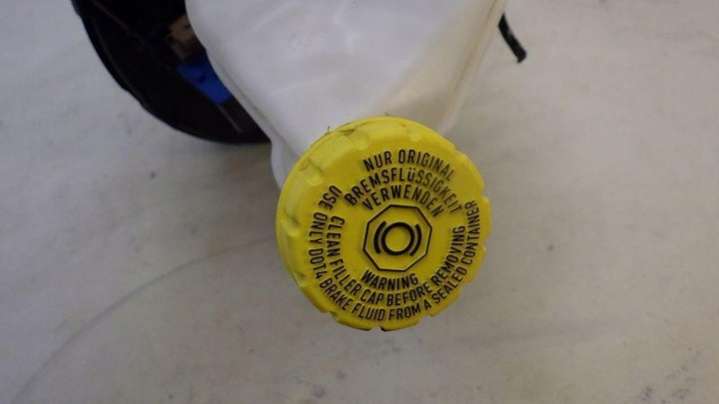 NUR ORIGINAL
BREMSFLÜSSIGKEIT
VERWENDEN
WARNING
CLEAN FILLER CAP BEFORE REMOVING
USE ONLY DOT4 BRAKE FLUID FROM A SEALED CONTAINER